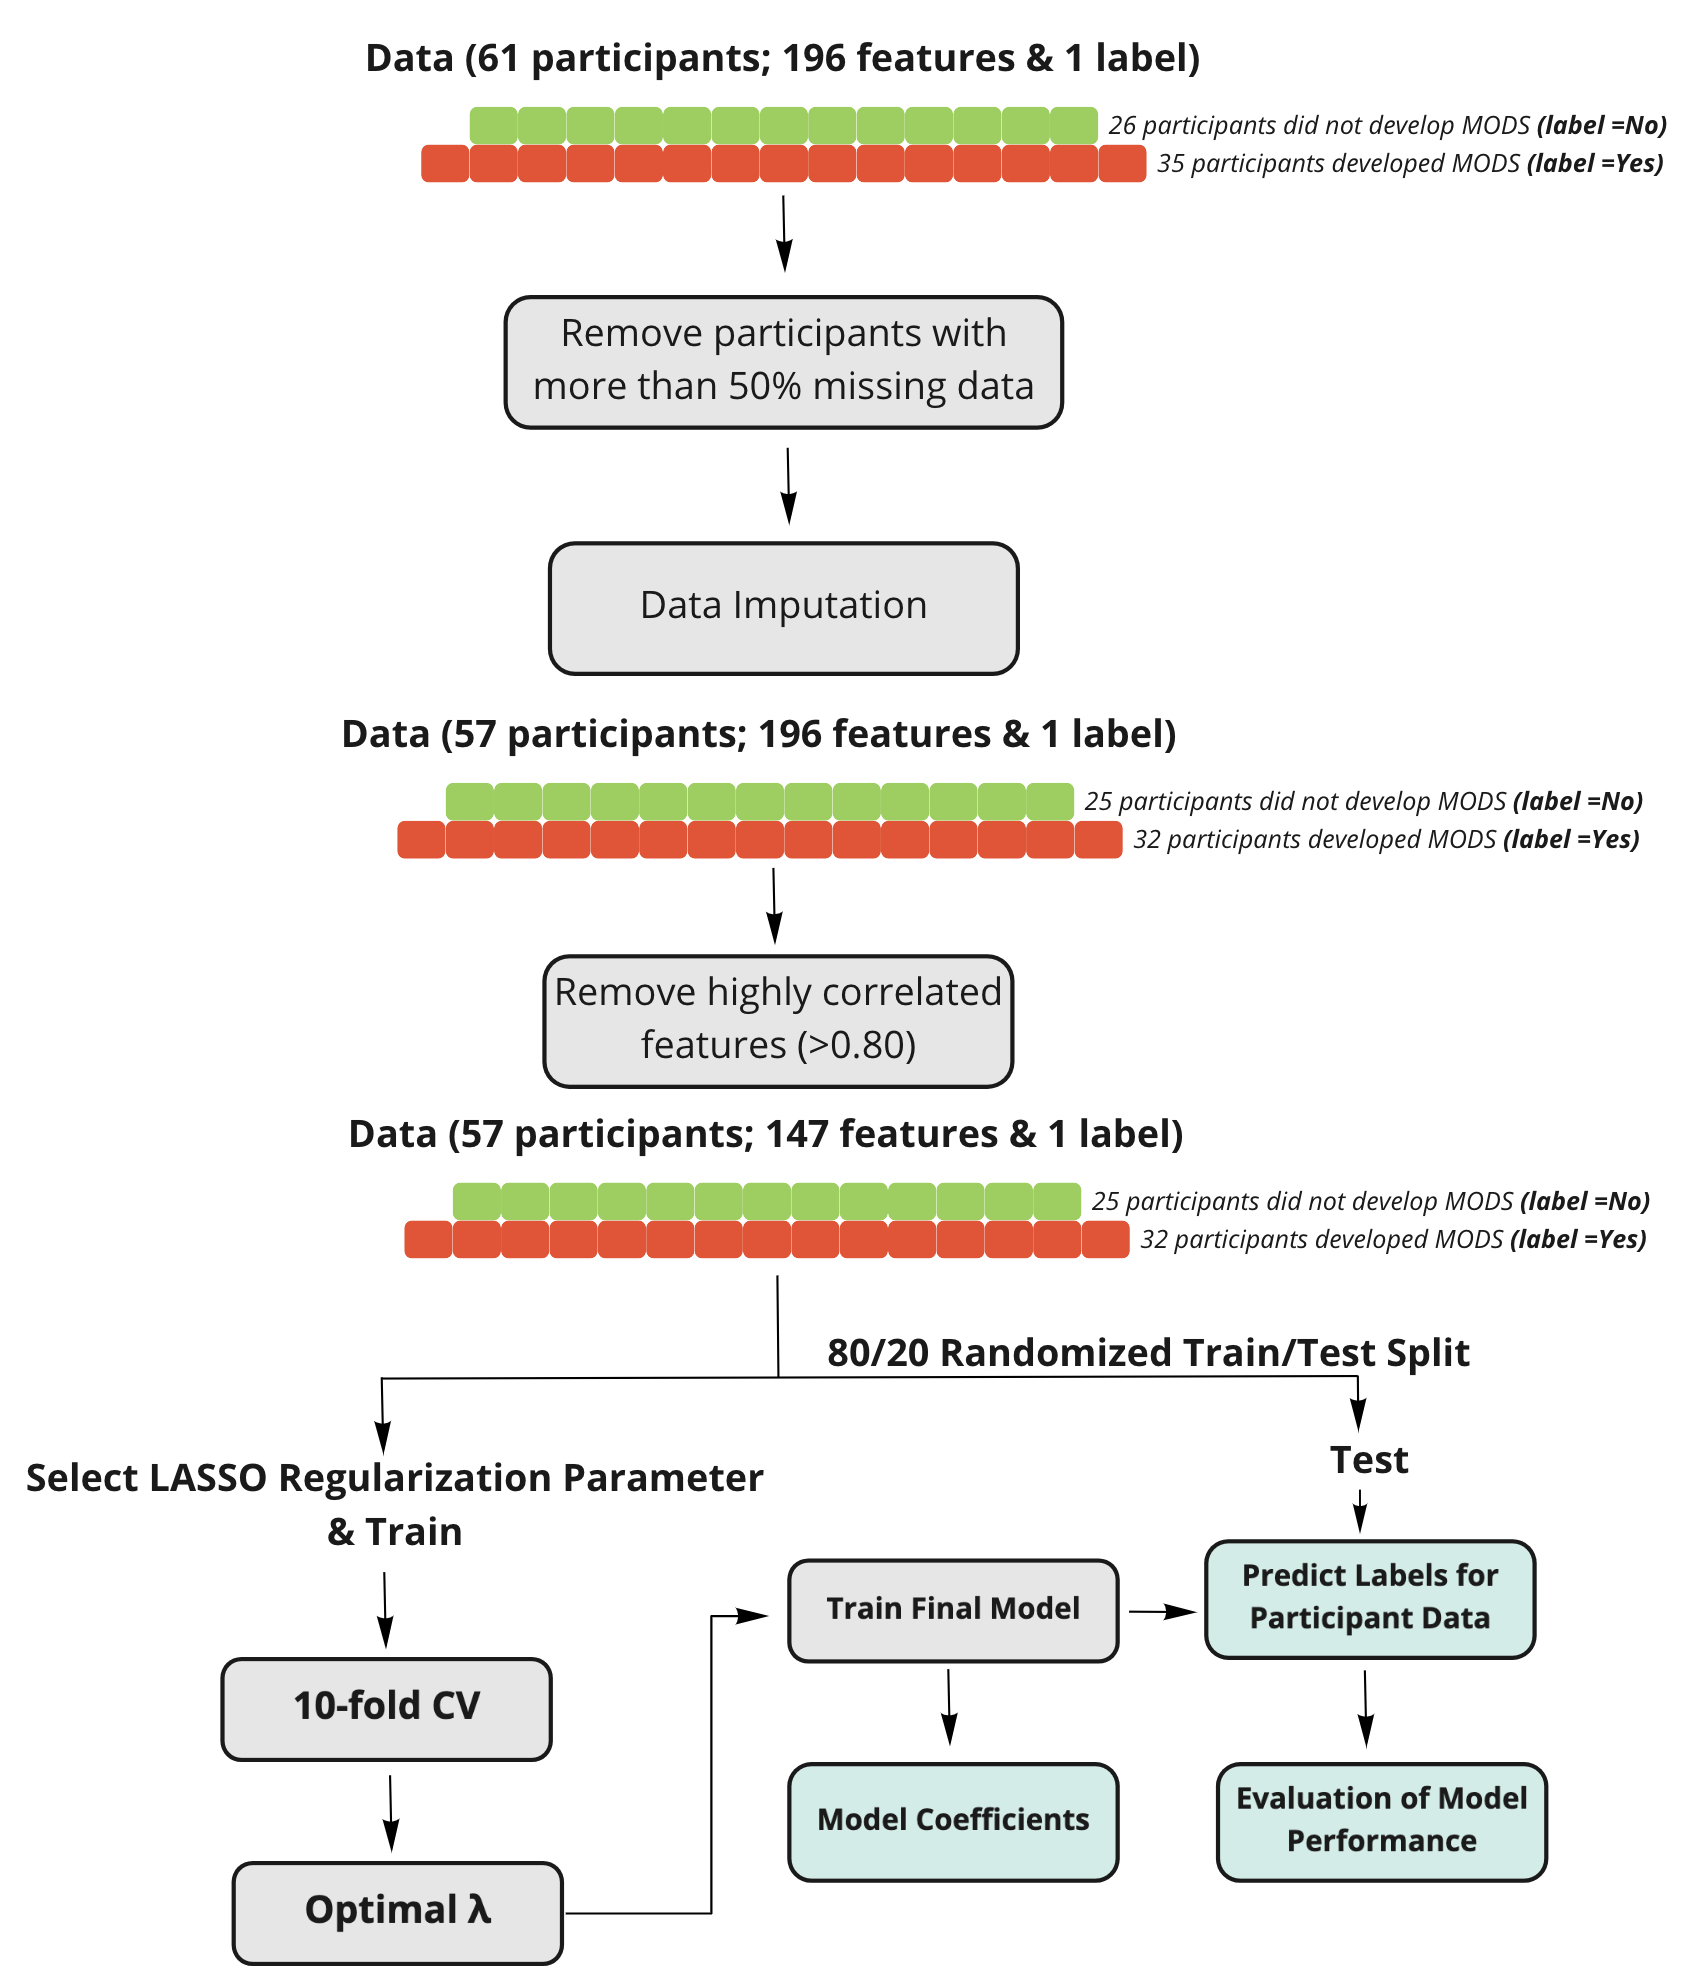 Data (61 participants; 196 features & 1 label)
26 participants did not develop MODS (label =No)
35 participants developed MODS (label =Yes)
Remove participants with
more than 50% missing data
Data Imputation
Data (57 participants; 196 features & 1 label)
25 participants did not develop MODS (label =No)
32 participants developed MODS (label =Yes)
Remove highly correlated
features (>0.80)
Data (57 participants; 147 features & 1 label)
25 participants did not develop MODS (label =No)
32 participants developed MODS (label =Yes)
80/20 Randomized Train/Test Split
Select LASSO Regularization Parameter
& Train
10-fold CV
Optimal λ
Train Final Model
Model Coefficients
Test
Predict Labels for
Participant Data
Evaluation of Model
Performance